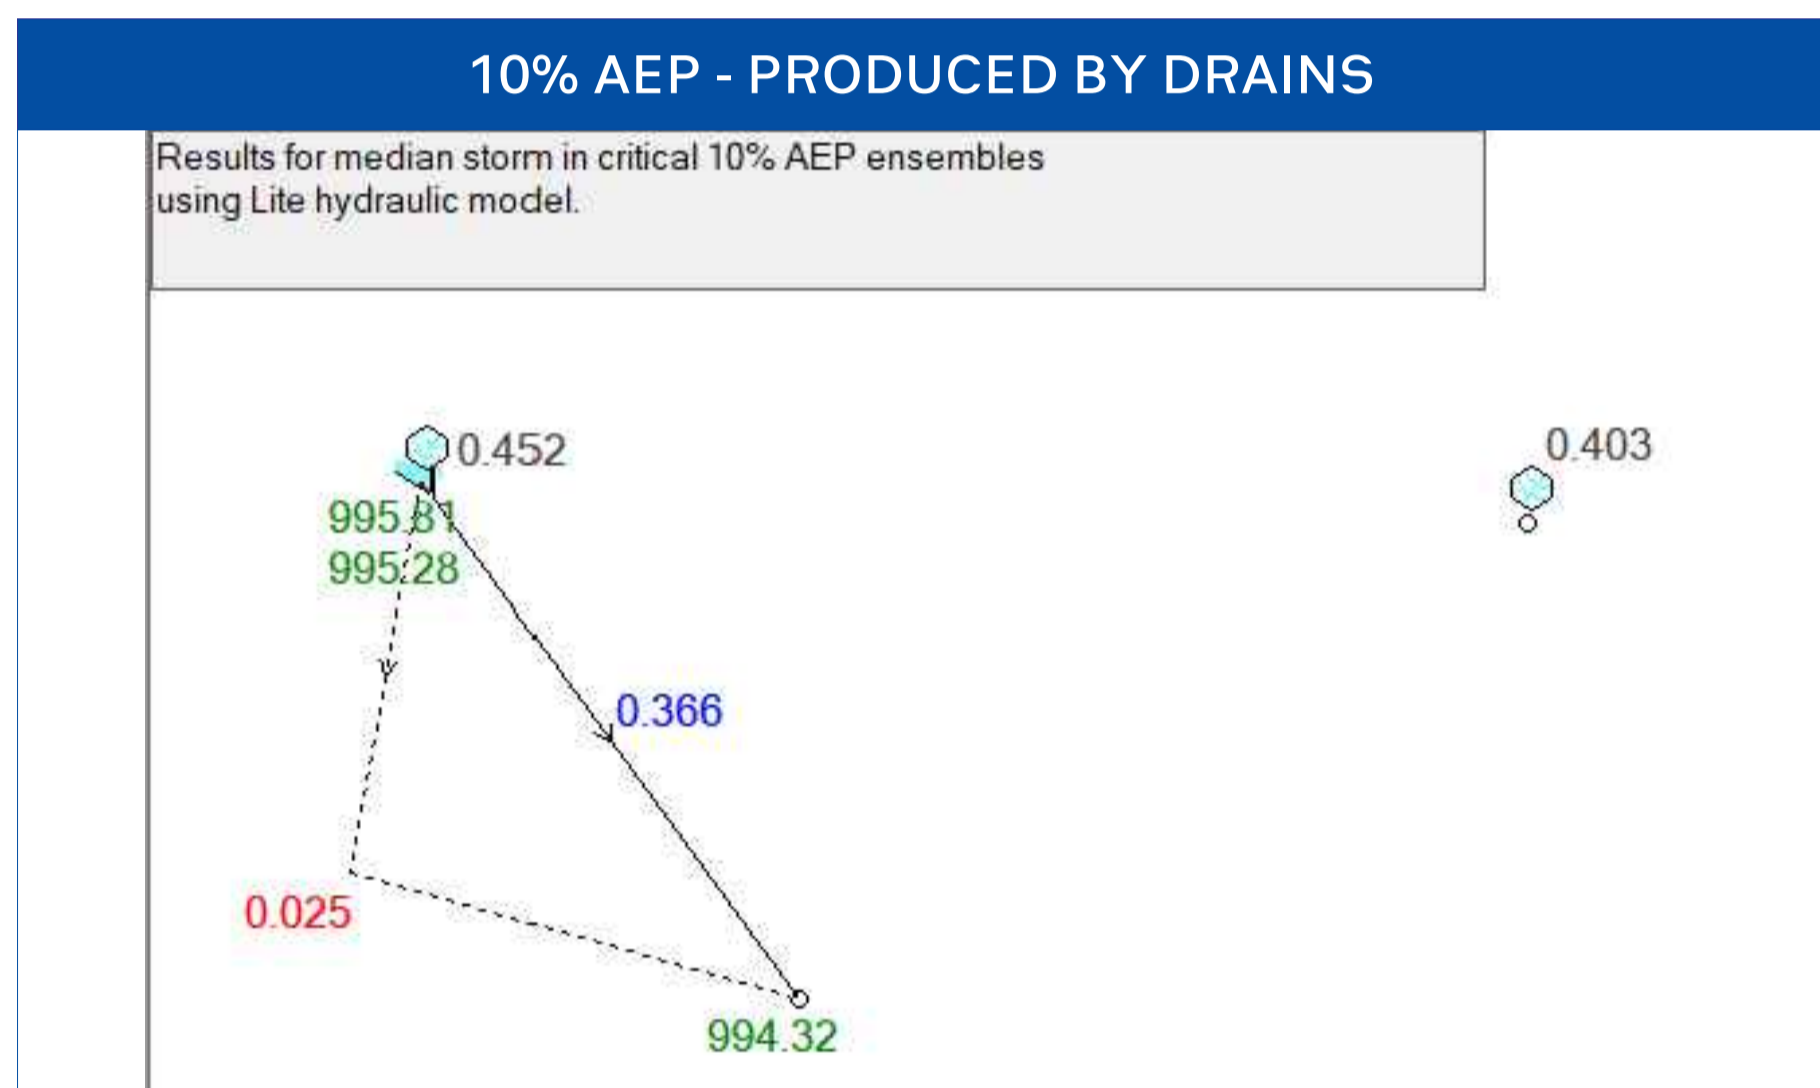 10% AEP - PRODUCED BY DRAINS
Results for median storm in critical 10% AEP ensembles
using Lite hydraulic model.
0.452
0.403
995.81
995.28
0.366
0.025
994.32